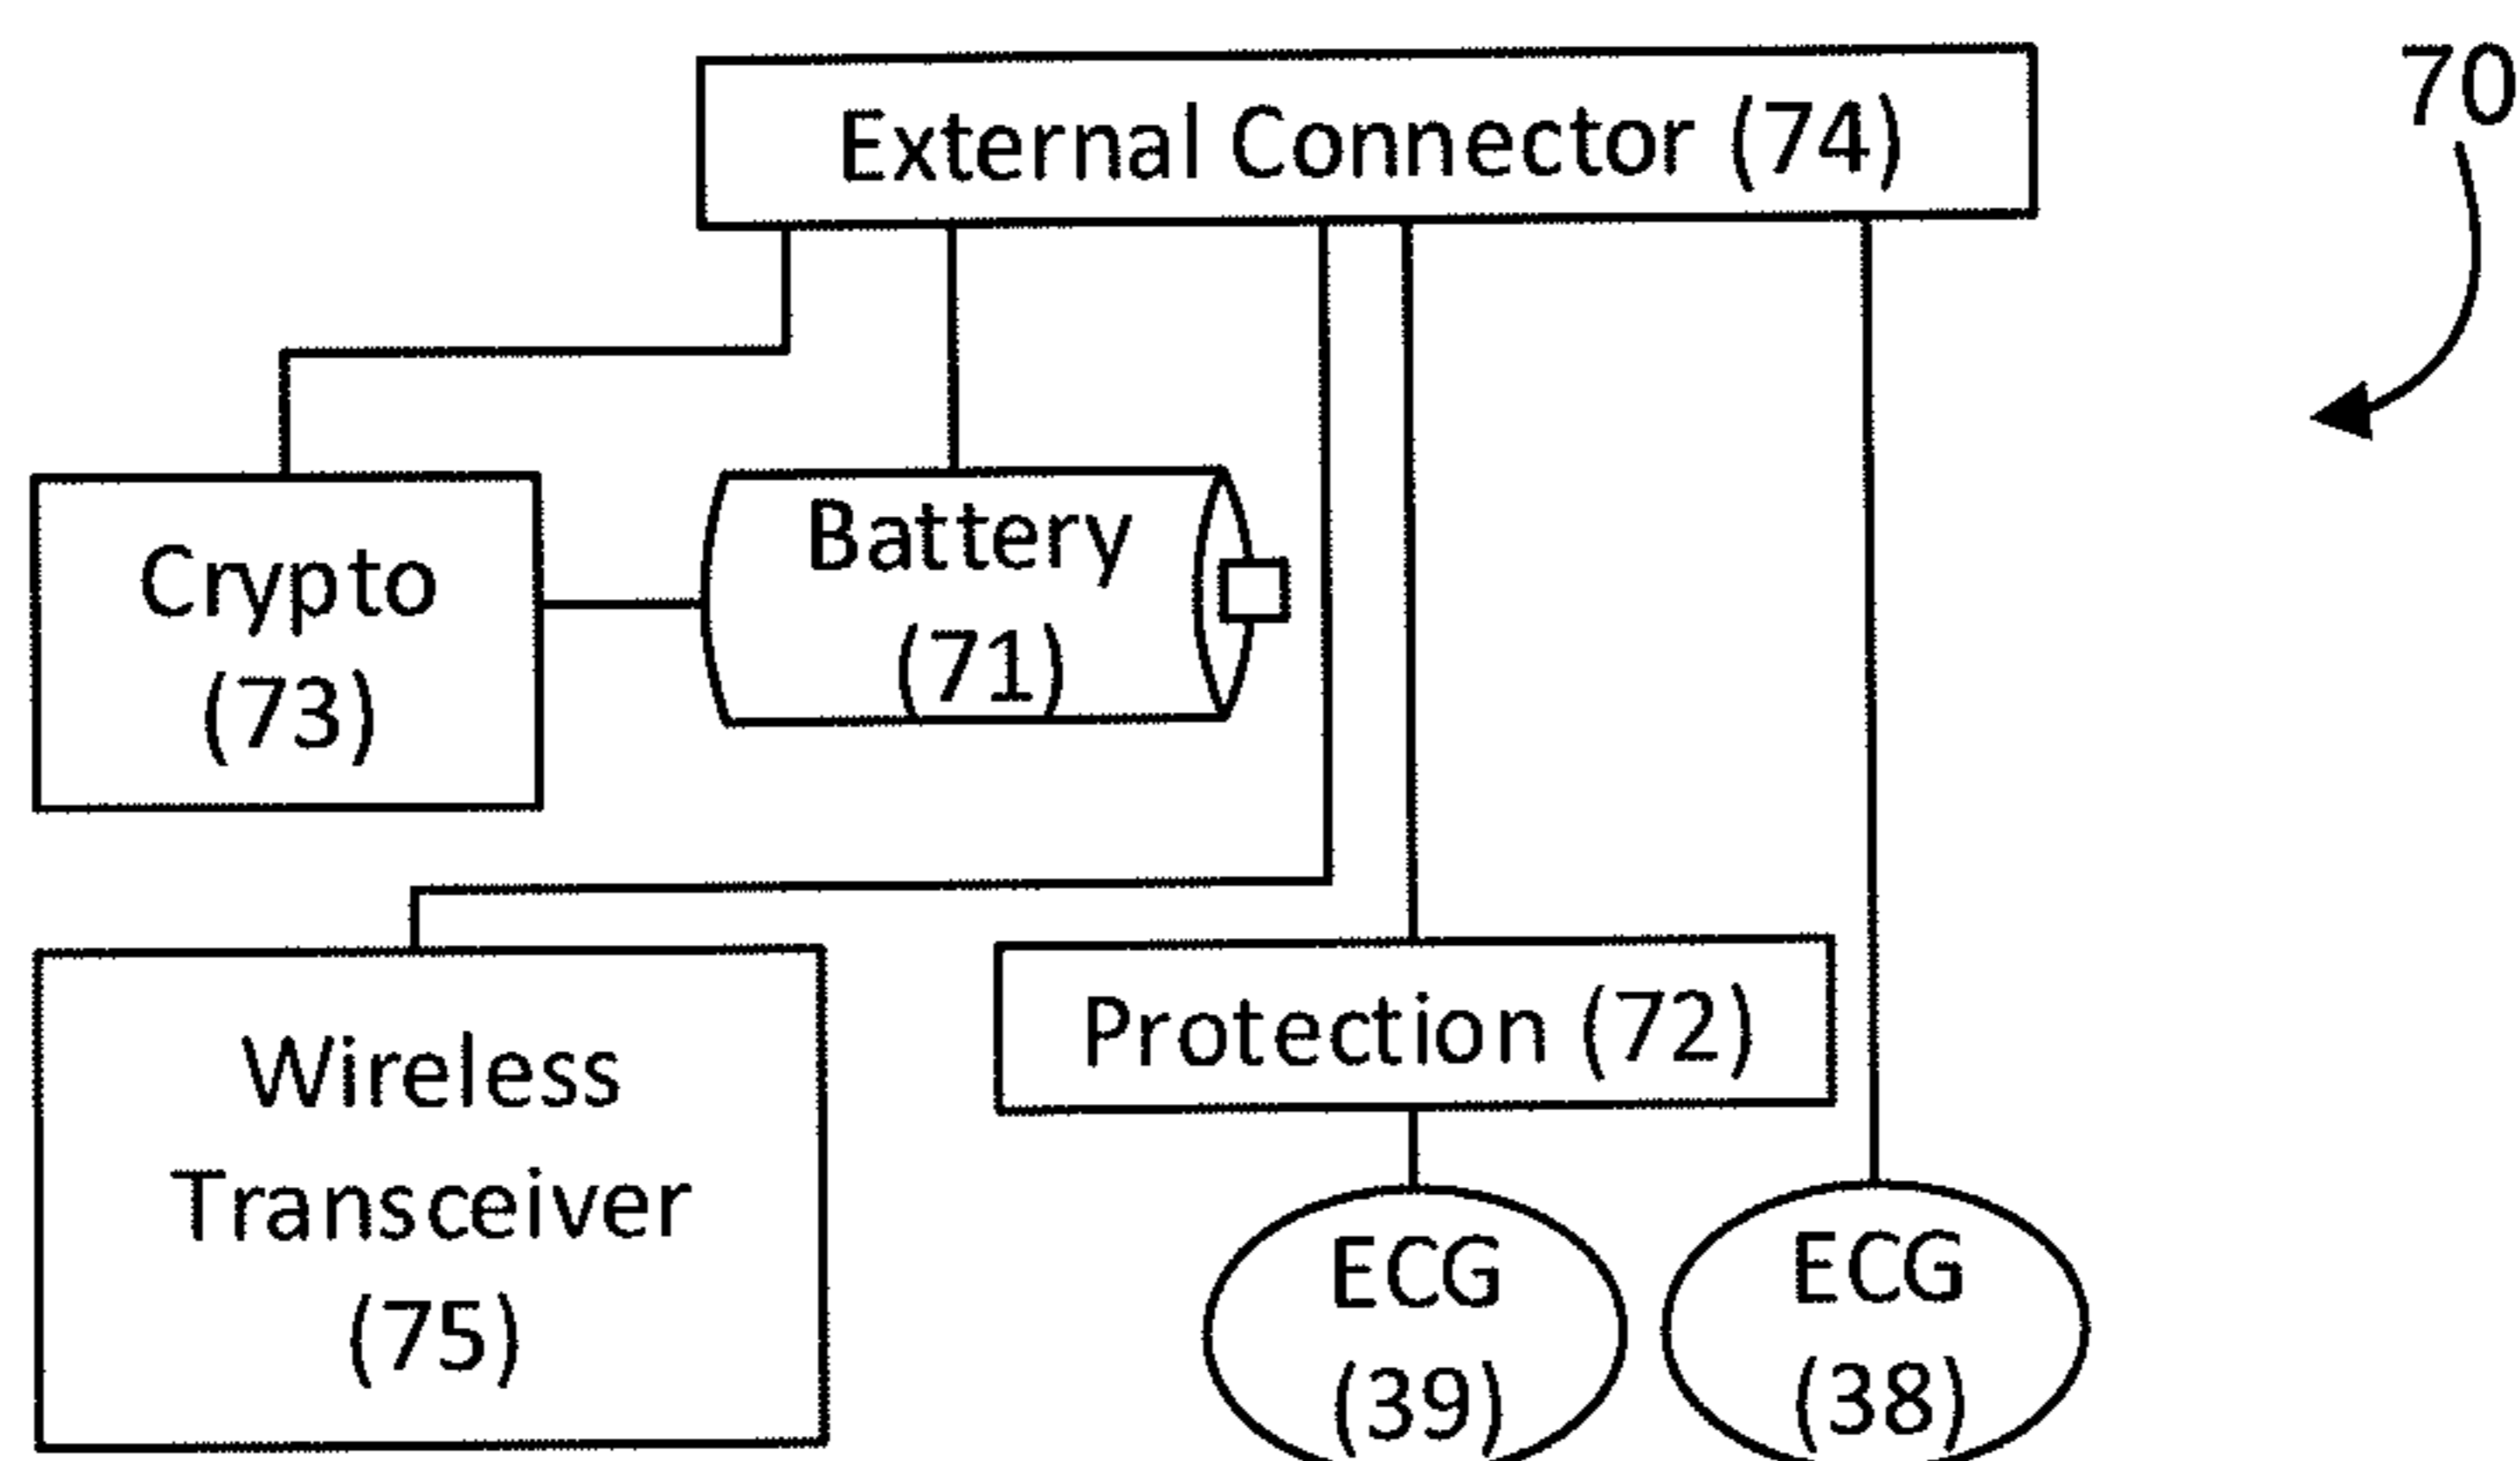 External Connector (74)
70
Crypto
(73)
Battery
(71)
Wireless
Transceiver
(75)
Protection (72)
ECG
(39)
ECG
(38)